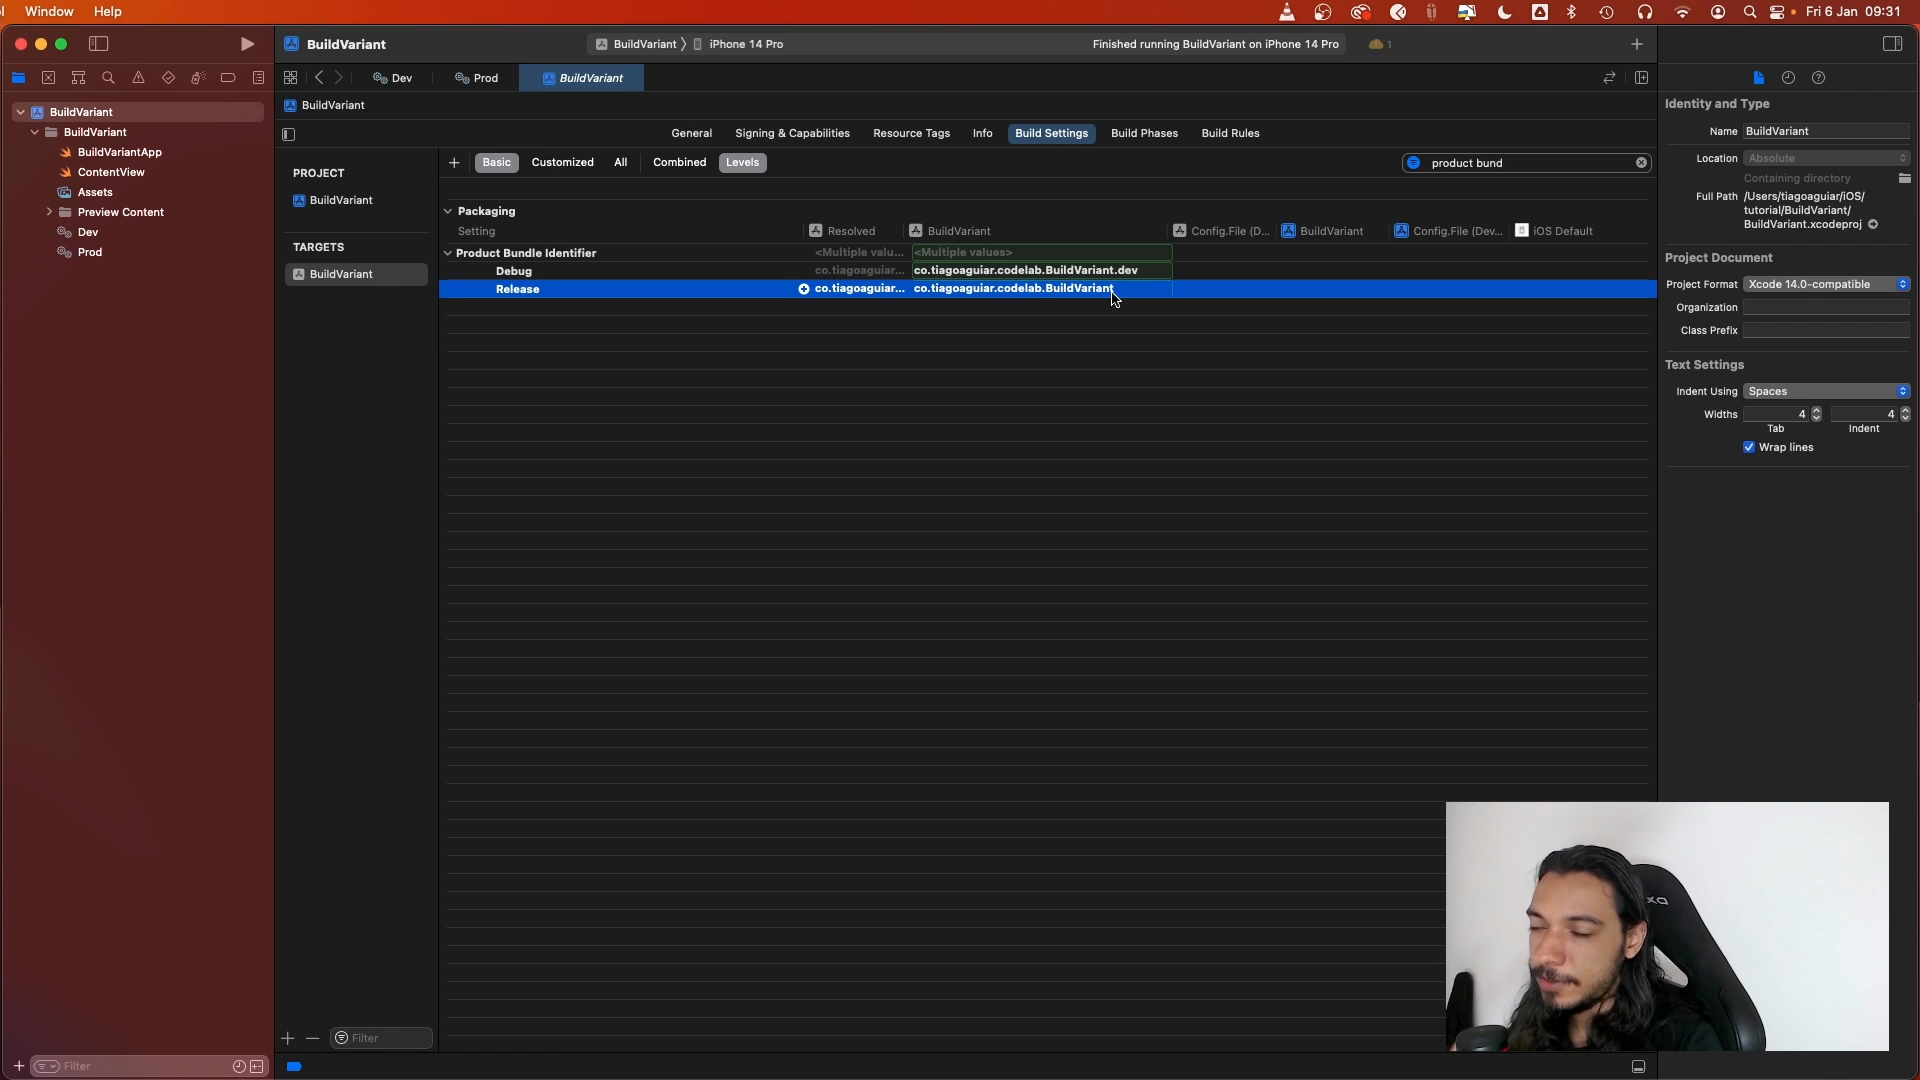 Window Help
Fri 6 Jan 09:31
BuildVariant
BuildVariant 〉 iPhone 14 Pro
Finished running BuildVariant on iPhone 14 Pro
1
Dev
Prod
BuildVariant
BuildVariant
General
Signing & Capabilities
Resource Tags
Info
Build Settings
Build Phases
Build Rules
Basic
Customized
All
Combined
Levels
product bund
BuildVariant
BuildVariant
BuildVariantApp
ContentView
Assets
Preview Content
Dev
Prod
Filter
PROJECT
BuildVariant
TARGETS
BuildVariant
Filter
Packaging
Setting
Resolved
BuildVariant
Config.File (D...
BuildVariant
Config.File (Dev...
iOS Default
Product Bundle Identifier
<Multiple valu...
<Multiple values>
Debug
co.tiagoaguiar...
co.tiagoaguiar.codelab.BuildVariant.dev
Release
co.tiagoaguiar...
co.tiagoaguiar.codelab.BuildVariant
Identity and Type
Name BuildVariant
Location Absolute
Containing directory
Full Path /Users/tiagoaguiar/iOS/
tutorial/BuildVariant/
BuildVariant.xcodeproj
Project Document
Project Format Xcode 14.0-compatible
Organization
Class Prefix
Text Settings
Indent Using Spaces
Widths 4 4
Tab Indent
Wrap lines